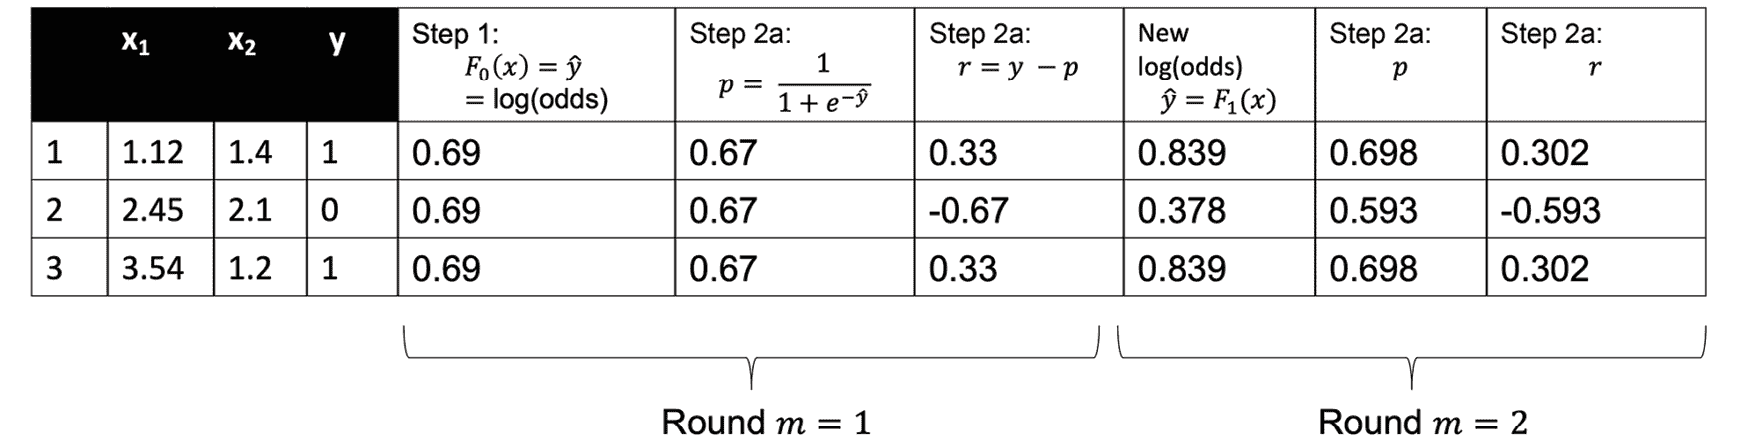 x₁ x₂ y Step 1: Step 2a: Step 2a: New Step 2a: Step 2a:
F₀(x) = ŷ p = 1 / (1 + e^−ŷ) r = y − p log(odds) p r
= log(odds) ŷ = F₁(x)
1 1.12 1.4 1 0.69 0.67 0.33 0.839 0.698 0.302
2 2.45 2.1 0 0.69 0.67 -0.67 0.378 0.593 -0.593
3 3.54 1.2 1 0.69 0.67 0.33 0.839 0.698 0.302
Round m = 1 Round m = 2